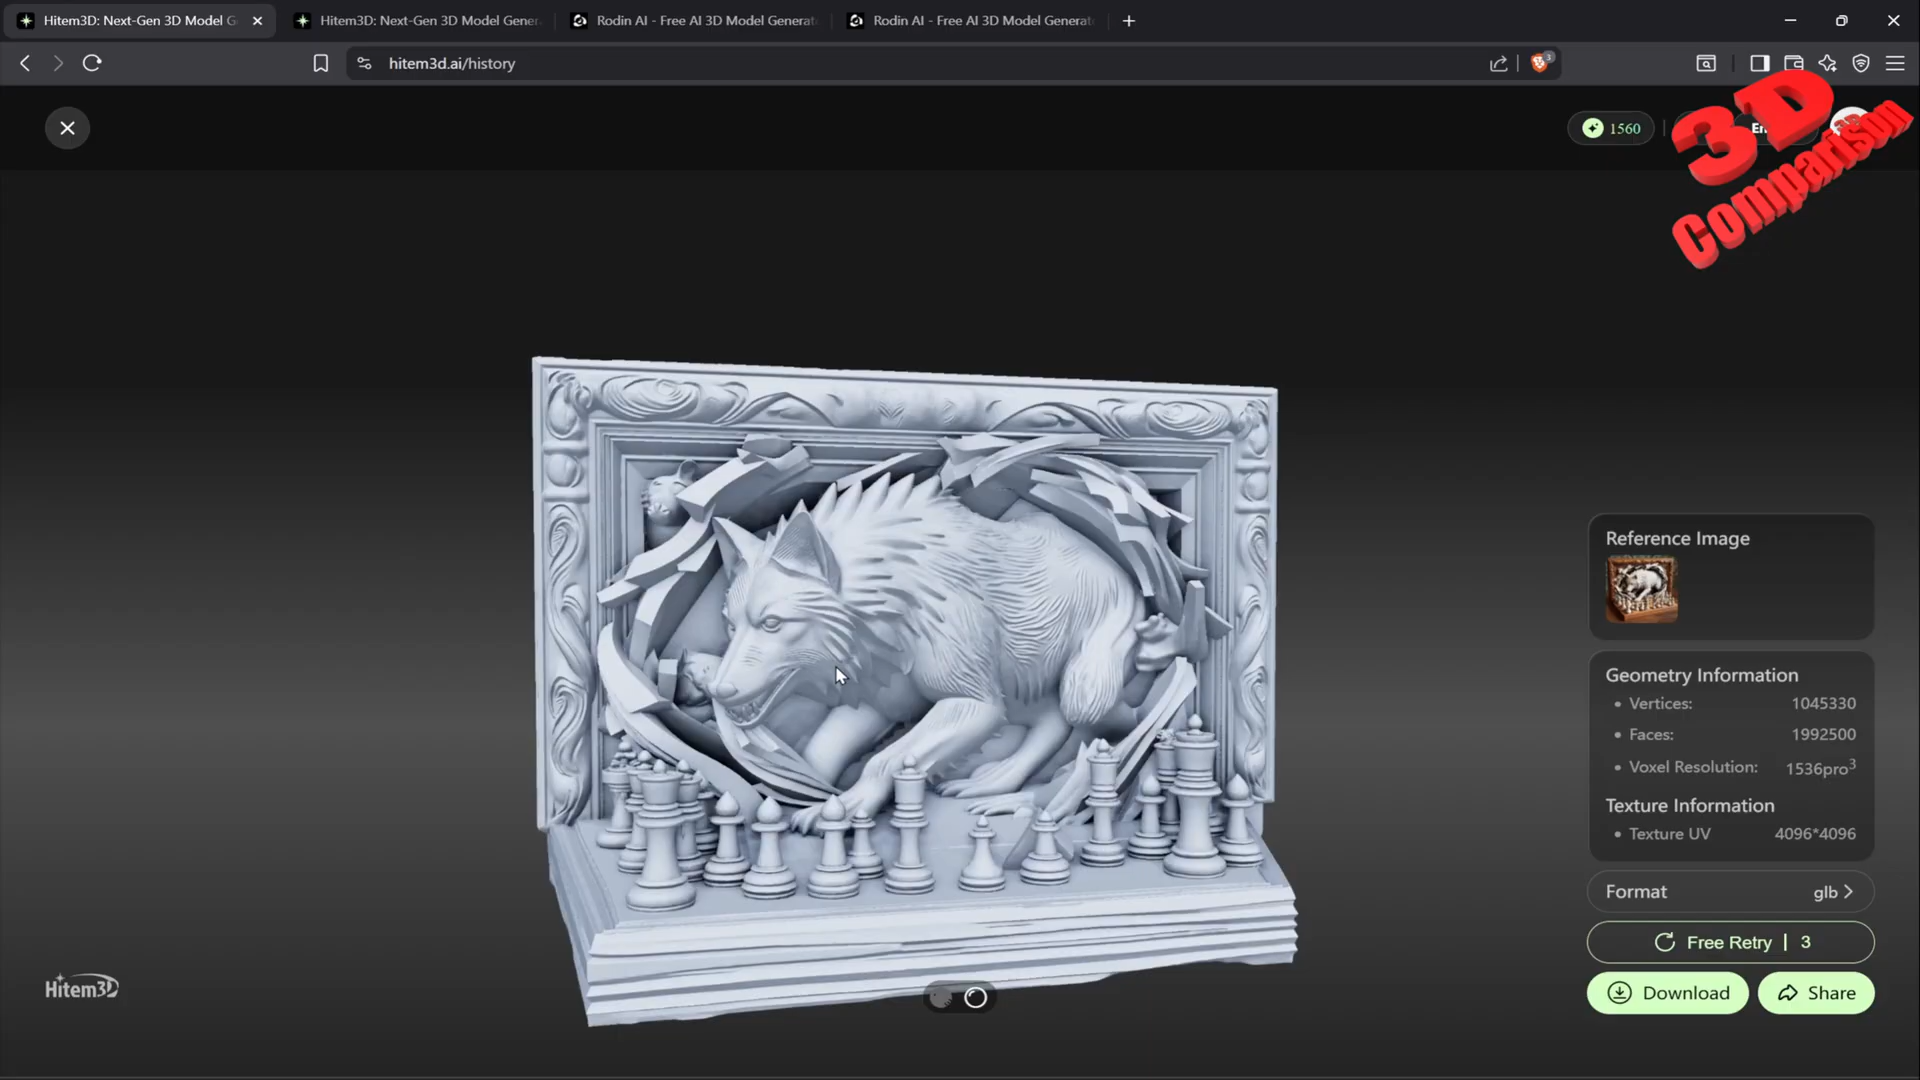 Hitem3D: Next-Gen 3D Model G
Hitem3D: Next-Gen 3D Model Gener
Rodin AI - Free AI 3D Model Generat
Rodin AI - Free AI 3D Model Generat
hitem3d.ai/history
3
1560
En
3D
Comparison
Reference Image
Geometry Information
Vertices: 1045330
Faces: 1992500
Voxel Resolution: 1536pro³
Texture Information
Texture UV 4096*4096
Format glb
Free Retry | 3
Download
Share
Hitem3D